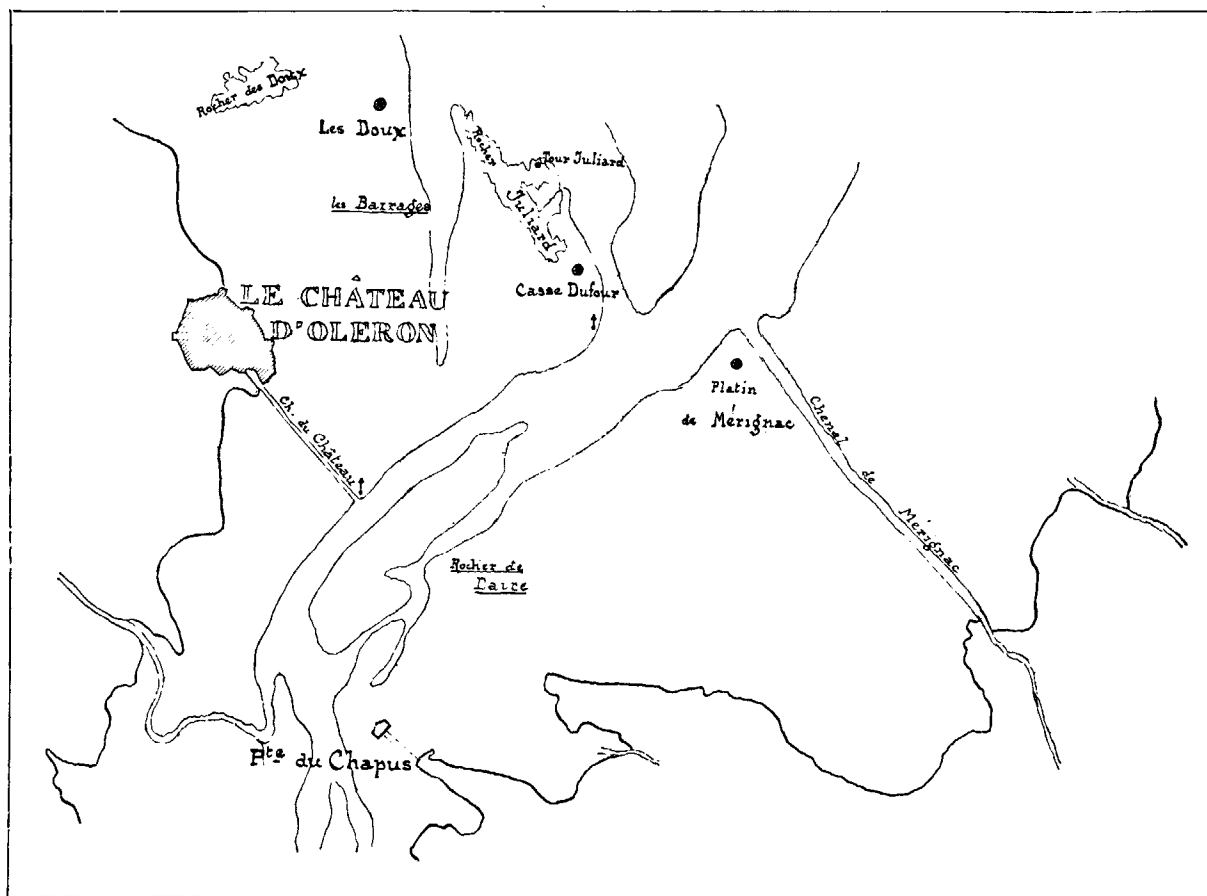 Rocher des Doux
Les Doux
Rocher
Juliard
Tour Juliard
les Barrages
Casse Dufour
LE CHÂTEAU
D'OLERON
Ch. du Château
Platin
de Mérignac
Chenal de Mérignac
Rocher de
Daire
Pte du Chapus